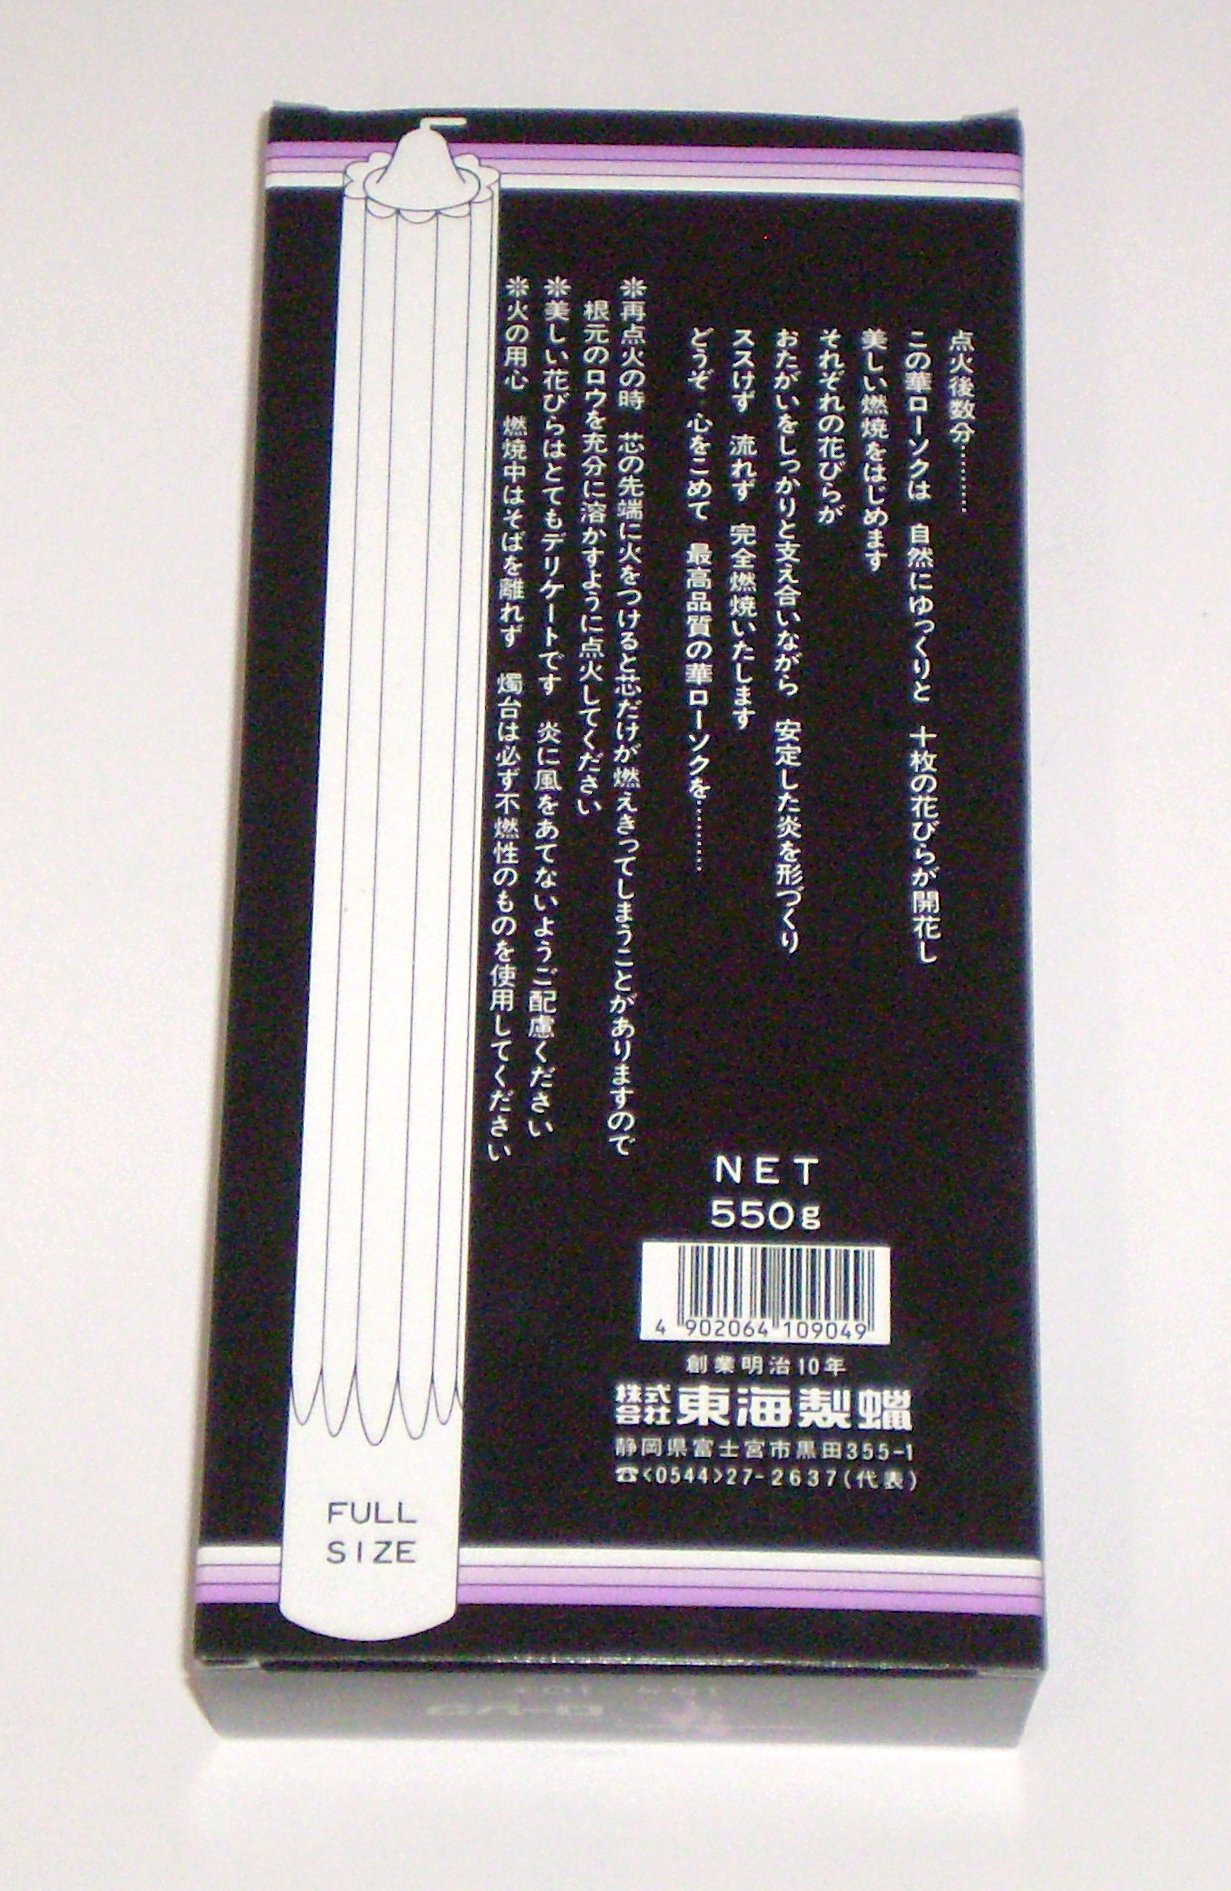 点火後数分………
この華ローソクは　自然にゆっくりと　十枚の花びらが開花し
美しい燃焼をはじめます
それぞれの花びらが
おたがいをしっかりと支え合いながら　安定した炎を形づくり
ススけず　流れず　完全燃焼いたします
どうぞ　心をこめて　最高品質の華ローソクを………
※再点火の時　芯の先端に火をつけると芯だけが燃えきってしまうことがありますので
根元のロウを充分に溶かすように点火してください
※美しい花びらはとてもデリケートです　炎に風をあてないようご配慮ください
※火の用心　燃焼中はそばを離れず　燭台は必ず不燃性のものを使用してください
NET
550g
4 902064 109049
創業明治10年
株式会社 東海製蠟
静岡県富士宮市黒田355-1
☎<0544>27-2637(代表)
FULL
SIZE